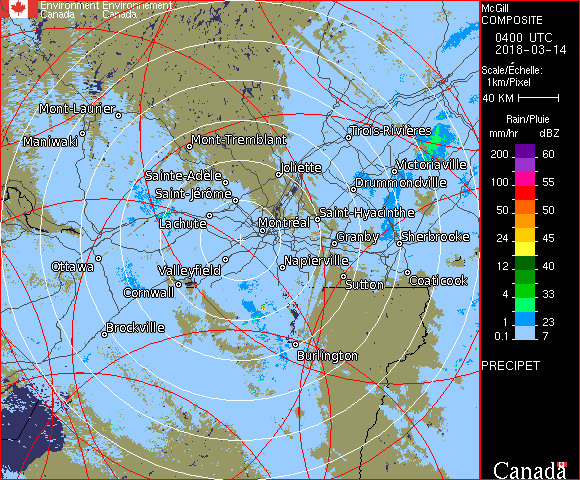 Environment Environnement
Canada Canada
McGill
COMPOSITE
0400 UTC
2018-03-14
Scale/Échelle:
1km/Pixel
40 KM
Rain/Pluie
mm/hr dBZ
200 60
100 55
50 50
24 45
12 40
4 33
1 23
0.1 7
PRECIPET
Canada
Mont-Laurier
Maniwaki
Mont-Tremblant
Trois-Rivières
Joliette
Victoriaville
Sainte-Adèle
Drummondville
Saint-Jérôme
Lachute
Saint-Hyacinthe
Montréal
Granby
Sherbrooke
Ottawa
Valleyfield
Napierville
Cornwall
Sutton
Coaticook
Brockville
Burlington